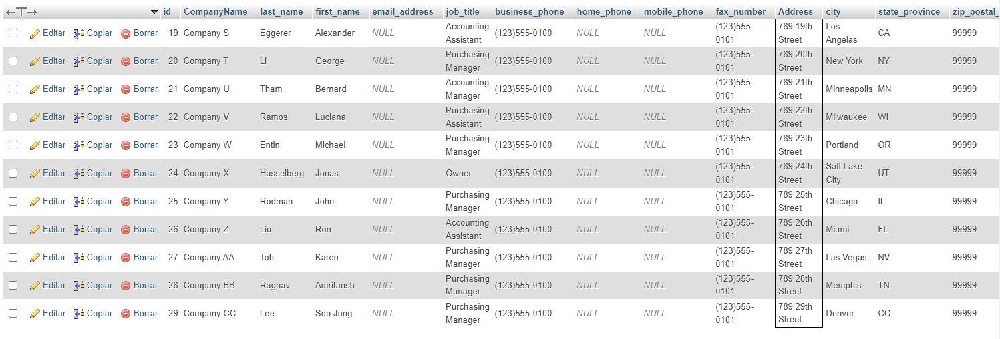 id CompanyName last_name first_name email_address job_title business_phone home_phone mobile_phone fax_number Address city state_province zip_postal_
Editar Copiar Borrar 19 Company S Eggerer Alexander NULL Accounting Assistant (123)555-0100 NULL NULL (123)555-0101 789 19th Street Los Angelas CA 99999
Editar Copiar Borrar 20 Company T Li George NULL Purchasing Manager (123)555-0100 NULL NULL (123)555-0101 789 20th Street New York NY 99999
Editar Copiar Borrar 21 Company U Tham Bernard NULL Accounting Manager (123)555-0100 NULL NULL (123)555-0101 789 21th Street Minneapolis MN 99999
Editar Copiar Borrar 22 Company V Ramos Luciana NULL Purchasing Assistant (123)555-0100 NULL NULL (123)555-0101 789 22th Street Milwaukee WI 99999
Editar Copiar Borrar 23 Company W Entin Michael NULL Purchasing Manager (123)555-0100 NULL NULL (123)555-0101 789 23th Street Portland OR 99999
Editar Copiar Borrar 24 Company X Hasselberg Jonas NULL Owner (123)555-0100 NULL NULL (123)555-0101 789 24th Street Salt Lake City UT 99999
Editar Copiar Borrar 25 Company Y Rodman John NULL Purchasing Manager (123)555-0100 NULL NULL (123)555-0101 789 25th Street Chicago IL 99999
Editar Copiar Borrar 26 Company Z Liu Run NULL Accounting Assistant (123)555-0100 NULL NULL (123)555-0101 789 26th Street Miami FL 99999
Editar Copiar Borrar 27 Company AA Toh Karen NULL Purchasing Manager (123)555-0100 NULL NULL (123)555-0101 789 27th Street Las Vegas NV 99999
Editar Copiar Borrar 28 Company BB Raghav Amritansh NULL Purchasing Manager (123)555-0100 NULL NULL (123)555-0101 789 28th Street Memphis TN 99999
Editar Copiar Borrar 29 Company CC Lee Soo Jung NULL Purchasing Manager (123)555-0100 NULL NULL (123)555-0101 789 29th Street Denver CO 99999